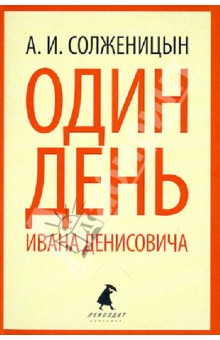 А. И. СОЛЖЕНИЦЫН
ОДИН
ДЕНЬ
ИВАНА ДЕНИСОВИЧА
ЛЕНИЗДАТ